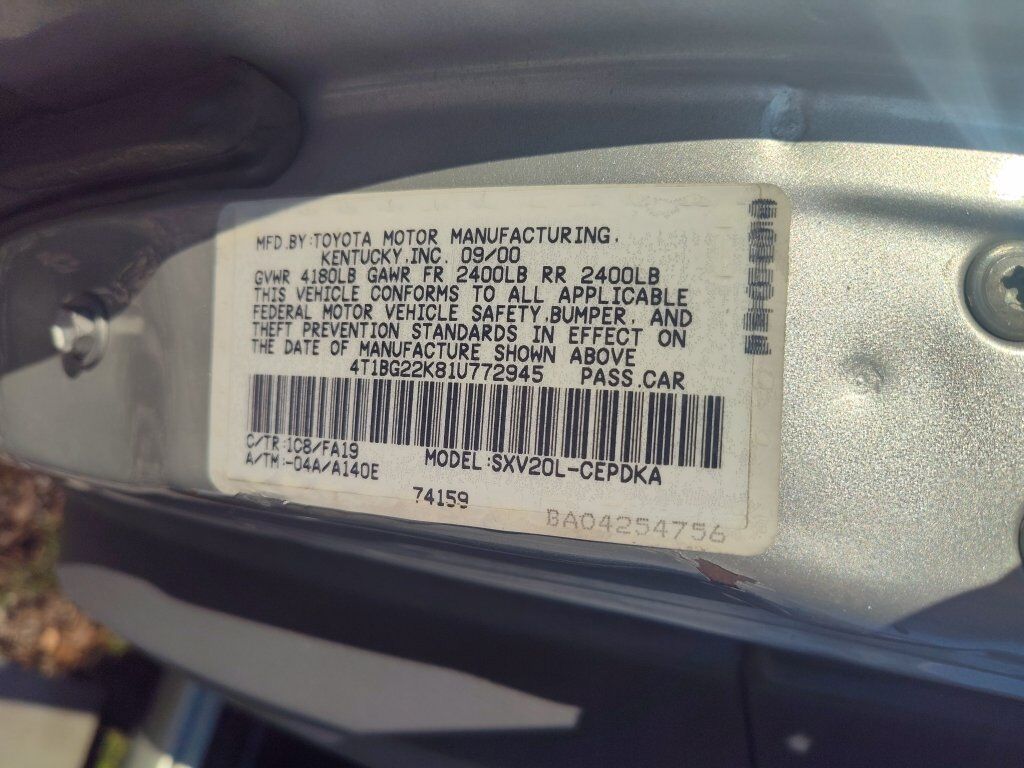 MFD.BY:TOYOTA MOTOR MANUFACTURING.
KENTUCKY.INC. 09/00
GVWR 4180LB GAWR FR 2400LB RR 2400LB
THIS VEHICLE CONFORMS TO ALL APPLICABLE
FEDERAL MOTOR VEHICLE SAFETY.BUMPER. AND
THEFT PREVENTION STANDARDS IN EFFECT ON
THE DATE OF MANUFACTURE SHOWN ABOVE
4T1BG22K81U772945 PASS.CAR
C/TR:1C8/FA19
A/TM:-04A/A140E MODEL:SXV20L-CEPDKA
74159
BA04254756